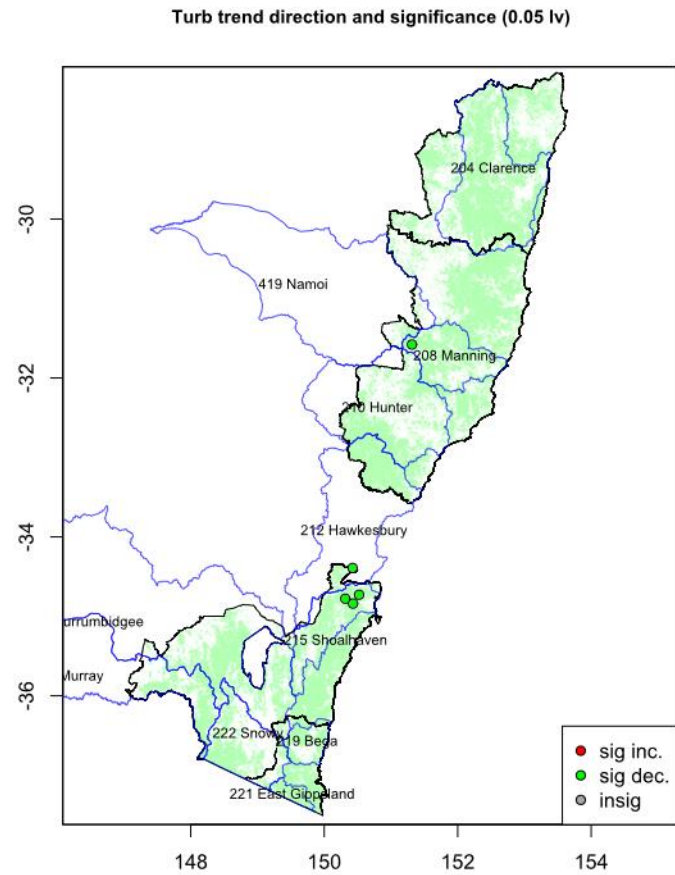 Turb trend direction and significance (0.05 lv)
204 Clarence
-30
419 Namoi
208 Manning
-32
210 Hunter
-34
212 Hawkesbury
urrumbidgee
215 Shoalhaven
Murray
-36
222 Snowy
219 Bega
221 East Gippsland
sig inc.
sig dec.
insig
148
150
152
154